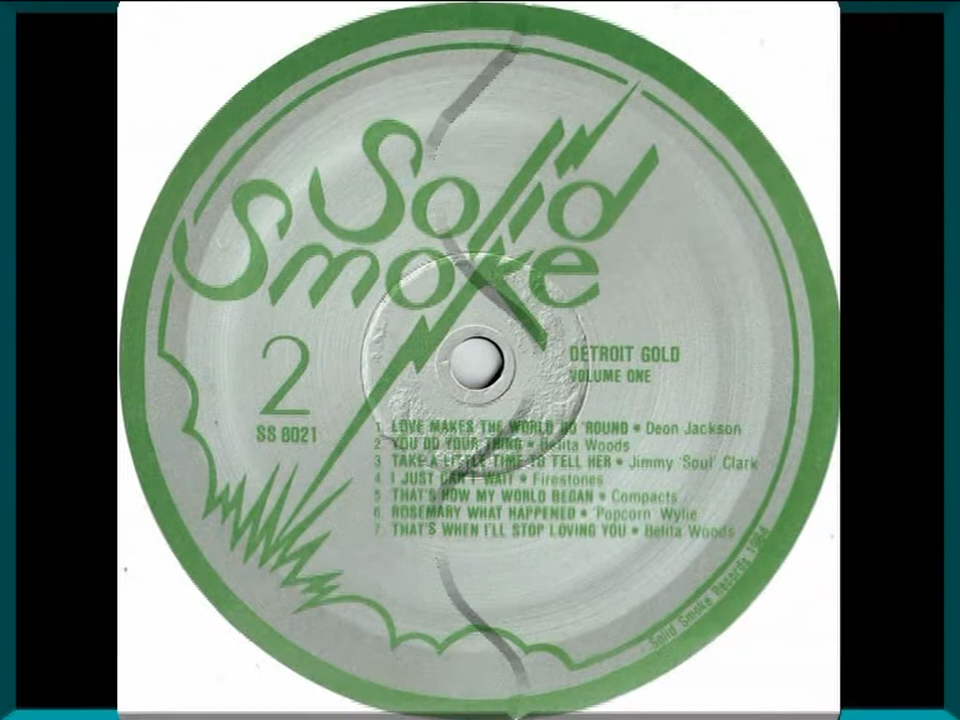 Solid
Smoke
2
SS 8021
DETROIT GOLD
VOLUME ONE
1 LOVE MAKES THE WORLD GO 'ROUND • Deon Jackson
2 YOU DO YOUR THING • Belita Woods
3 TAKE A LITTLE TIME TO TELL HER • Jimmy 'Soul' Clark
4 I JUST CAN'T WAIT • Firestones
5 THAT'S HOW MY WORLD BEGAN • Compacts
6 ROSEMARY WHAT HAPPENED • 'Popcorn' Wylie
7 THAT'S WHEN I'LL STOP LOVING YOU • Belita Woods
Solid Smoke Records 1984